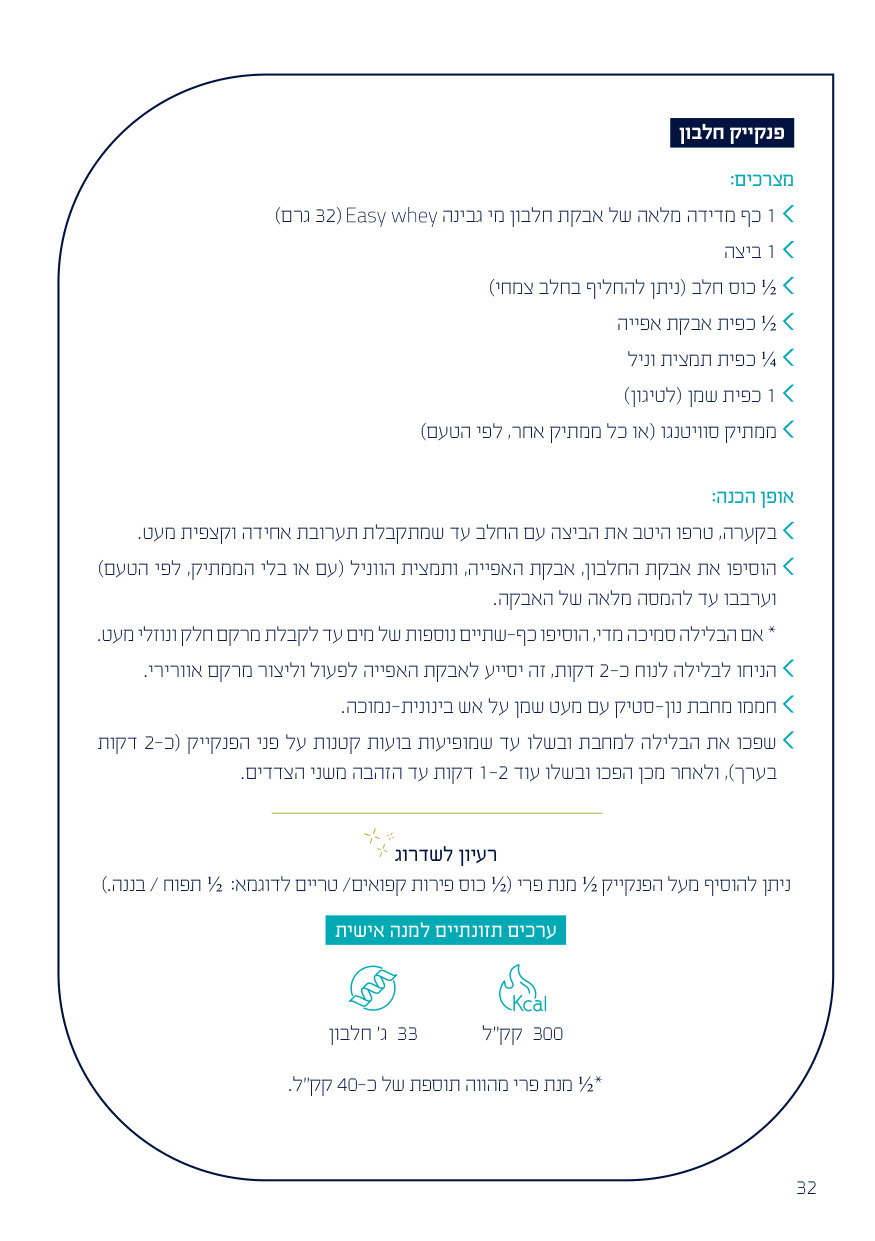 פנקייק חלבון
מצרכים:
1 כף מדידה מלאה של אבקת חלבון מי גבינה Easy whey (32 גרם)
1 ביצה
½ כוס חלב (ניתן להחליף בחלב צמחי)
½ כפית אבקת אפייה
¼ כפית תמצית וניל
1 כפית שמן (לטיגון)
ממתיק סוויטנגו (או כל ממתיק אחר, לפי הטעם)
אופן הכנה:
בקערה, טרפו היטב את הביצה עם החלב עד שמתקבלת תערובת אחידה וקצפית מעט.
הוסיפו את אבקת החלבון, אבקת האפייה, ותמצית הווניל (עם או בלי הממתיק, לפי הטעם)
וערבבו עד להמסה מלאה של האבקה.
* אם הבלילה סמיכה מדי, הוסיפו כף-שתיים נוספות של מים עד לקבלת מרקם חלק ונוזלי מעט.
הניחו לבלילה לנוח כ-2 דקות, זה יסייע לאבקת האפייה לפעול וליצור מרקם אוורירי.
חממו מחבת נון-סטיק עם מעט שמן על אש בינונית-נמוכה.
שפכו את הבלילה למחבת ובשלו עד שמופיעות בועות קטנות על פני הפנקייק (כ-2 דקות
בערך), ולאחר מכן הפכו ובשלו עוד 1-2 דקות עד הזהבה משני הצדדים.
רעיון לשדרוג
ניתן להוסיף מעל הפנקייק ½ מנת פרי (½ כוס פירות קפואים/ טריים לדוגמא: ½ תפוח / בננה.)
ערכים תזונתיים למנה אישית
Kcal
300 קק"ל
33 ג' חלבון
*½ מנת פרי מהווה תוספת של כ-40 קק"ל.
32